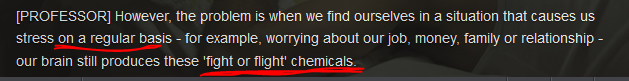 [PROFESSOR] However, the problem is when we find ourselves in a situation that causes us
stress on a regular basis - for example, worrying about our job, money, family or relationship -
our brain still produces these 'fight or flight' chemicals.